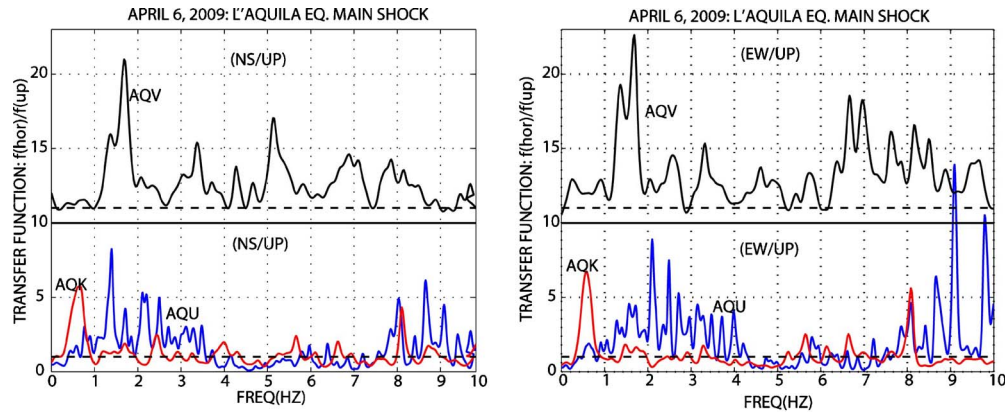 APRIL 6, 2009: L''AQUILA EQ. MAIN SHOCK
TRANSFER FUNCTION: f(hor)/f(up)
20
15
10
5
0
(NS/UP)
AQV
(NS/UP)
AQK
AQU
0 1 2 3 4 5 6 7 8 9 10
FREQ(HZ)
APRIL 6, 2009: L''AQUILA EQ. MAIN SHOCK
TRANSFER FUNCTION: f(hor)/f(up)
20
15
10
5
0
(EW/UP)
AQV
(EW/UP)
AQK
AQU
0 1 2 3 4 5 6 7 8 9 10
FREQ(HZ)